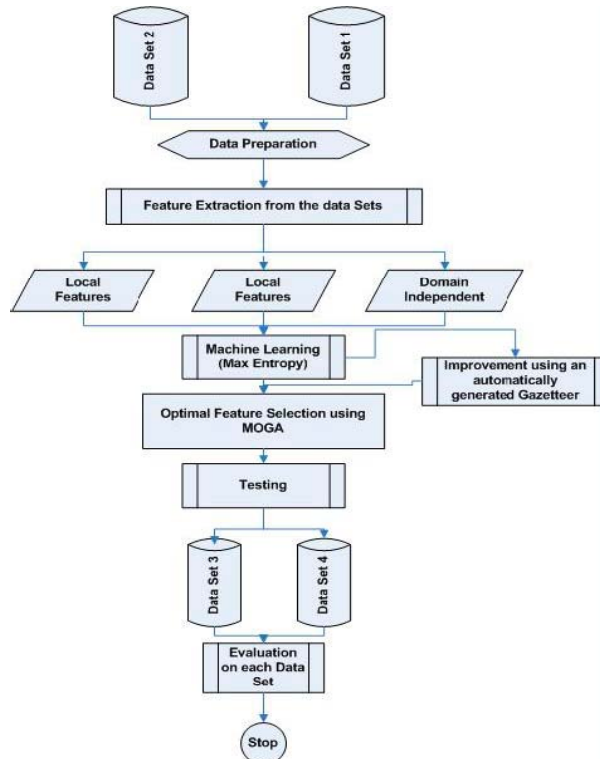 Data Set 2
Data Set 1
Data Preparation
Feature Extraction from the data Sets
Local
Features
Local
Features
Domain
Independent
Machine Learning
(Max Entropy)
Improvement using an
automatically
generated Gazetteer
Optimal Feature Selection using
MOGA
Testing
Data Set 3
Data Set 4
Evaluation
on each Data
Set
Stop